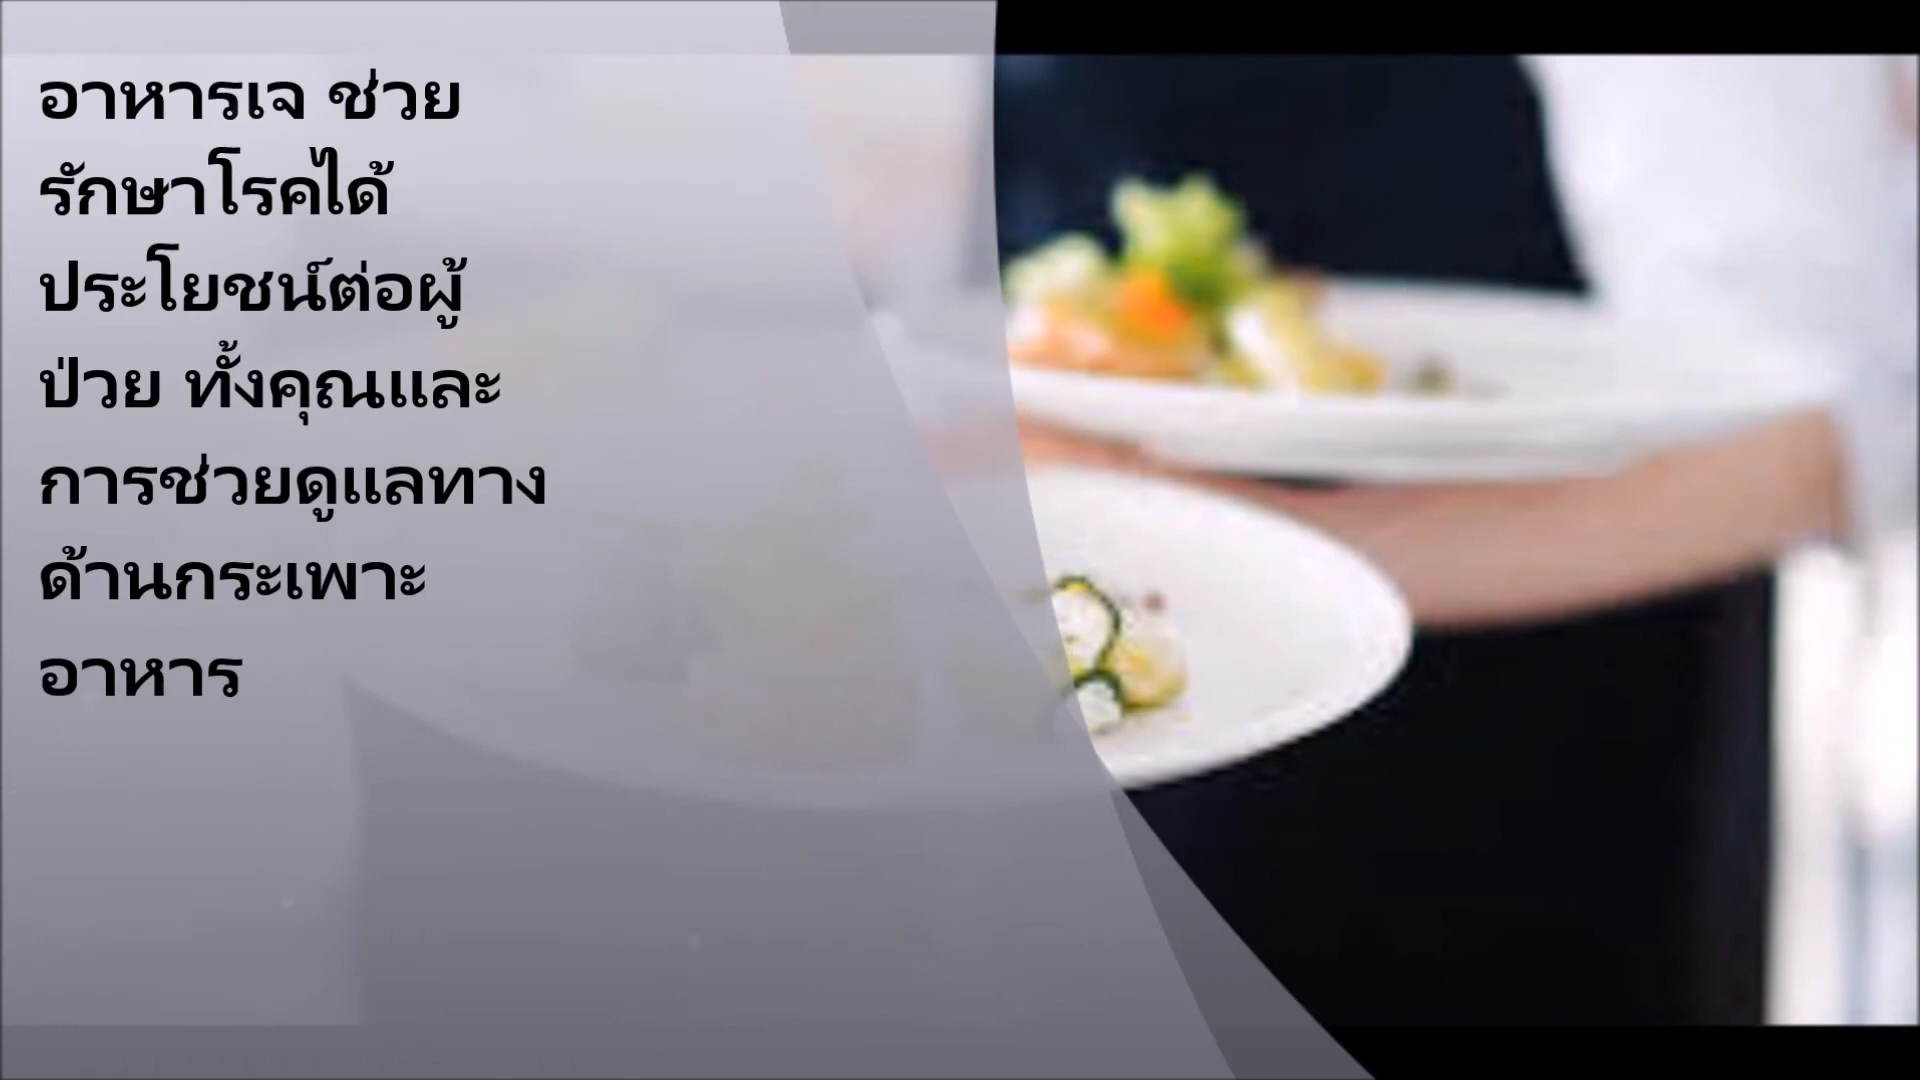 อาหารเจ ช่วย
รักษาโรคได้
ประโยชน์ต่อผู้
ป่วย ทั้งคุณและ
การช่วยดูแลทาง
ด้านกระเพาะ
อาหาร